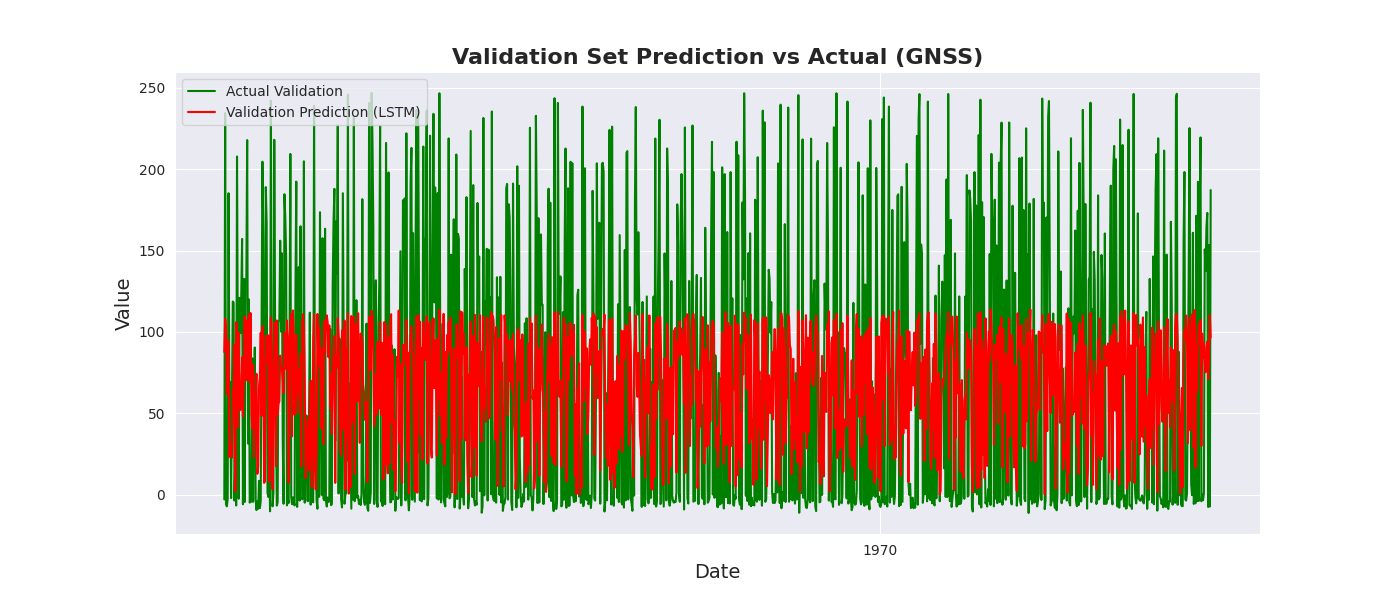 Validation Set Prediction vs Actual (GNSS)
Actual Validation
Validation Prediction (LSTM)
250
200
150
100
50
0
Value
1970
Date